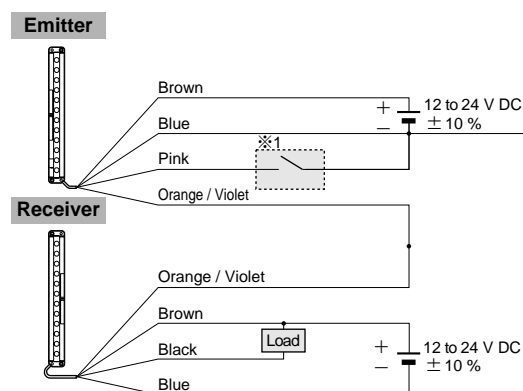 Emitter
Brown
+ 12 to 24 V DC
Blue
− ± 10 %
※1
Pink
Orange / Violet
Receiver
Orange / Violet
Brown
Load
+ 12 to 24 V DC
Black
− ± 10 %
Blue